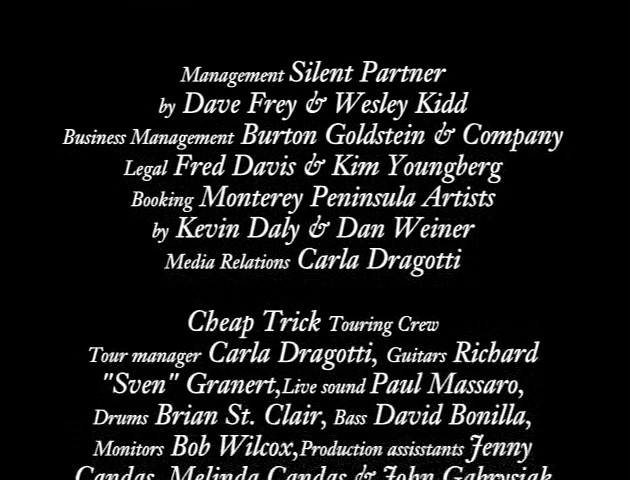 Management Silent Partner
by Dave Frey & Wesley Kidd
Business Management Burton Goldstein & Company
Legal Fred Davis & Kim Youngberg
Booking Monterey Peninsula Artists
by Kevin Daly & Dan Weiner
Media Relations Carla Dragotti
Cheap Trick Touring Crew
Tour manager Carla Dragotti, Guitars Richard
"Sven" Granert,Live sound Paul Massaro,
Drums Brian St. Clair, Bass David Bonilla,
Monitors Bob Wilcox,Production assisstants Jenny
Candas, Melinda Candas & John Gabrysiak